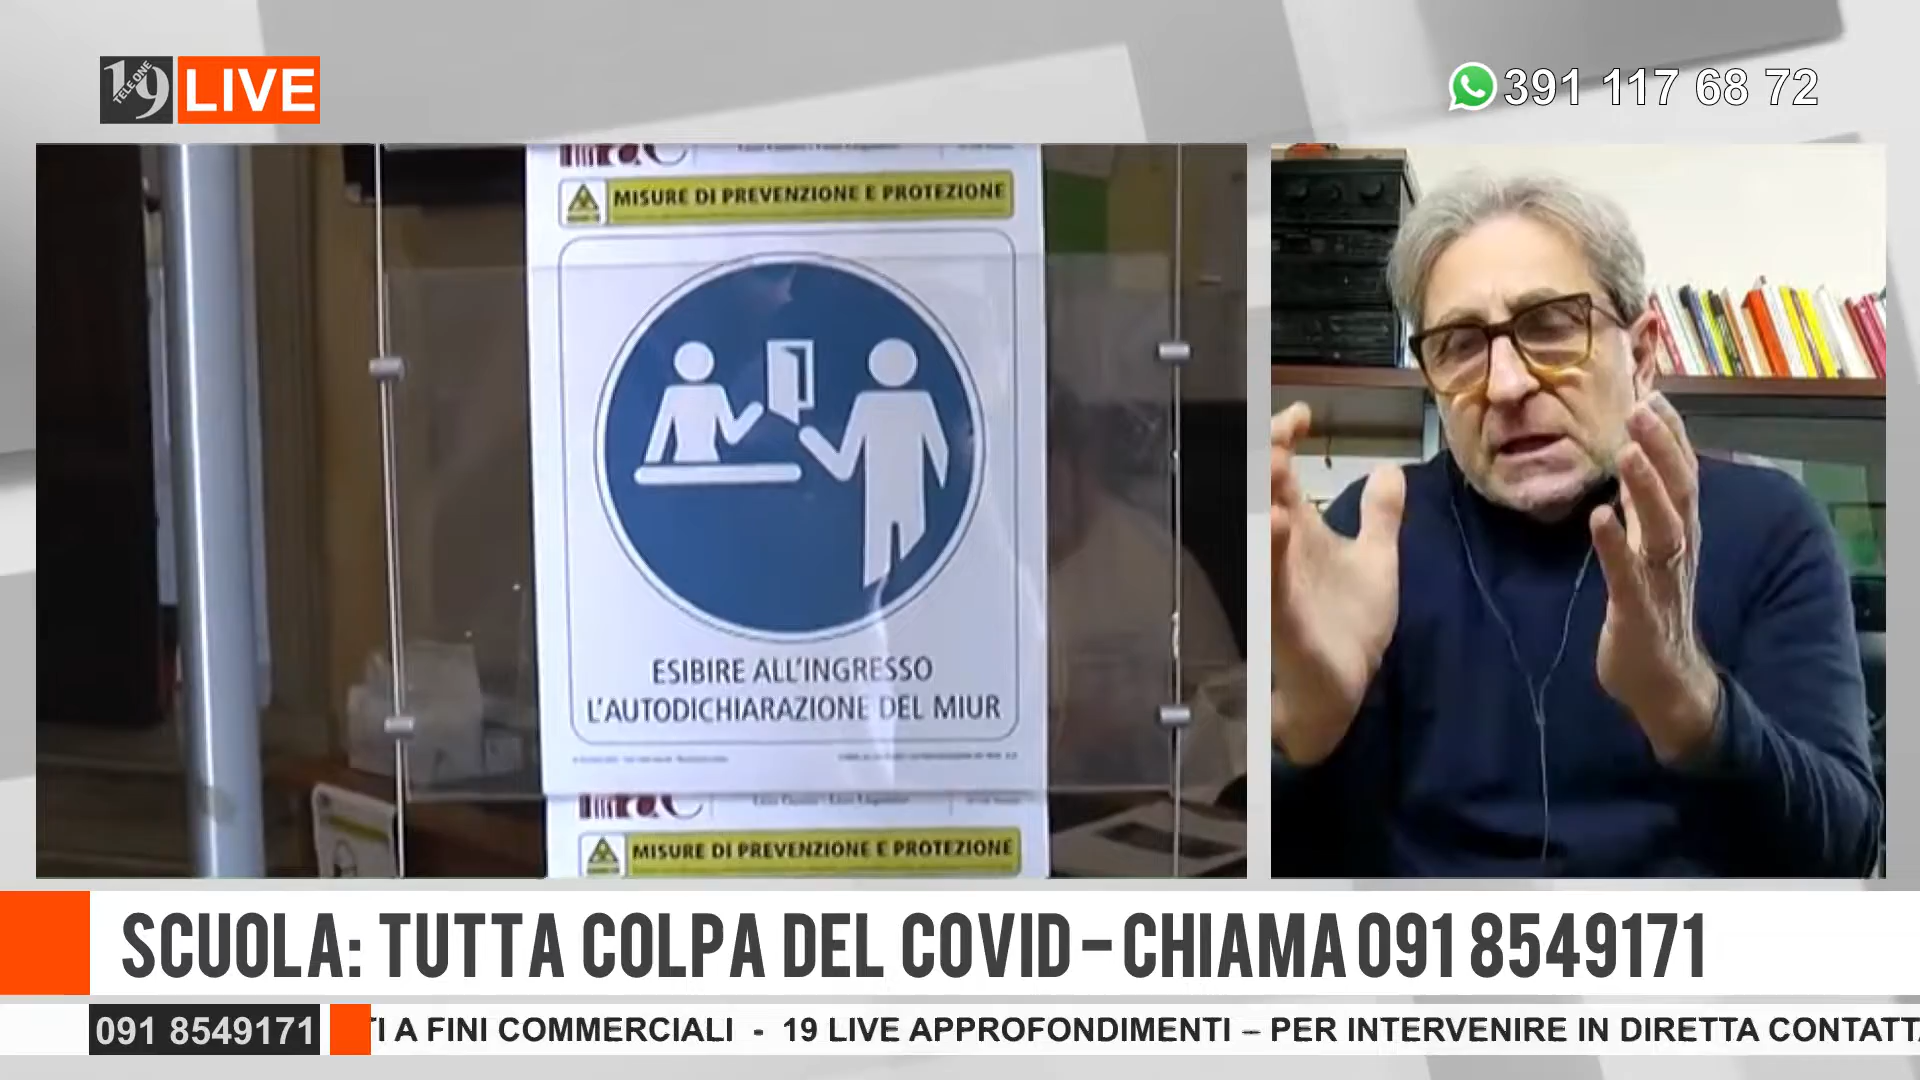 19
TELE ONE
LIVE
391 117 68 72
MISURE DI PREVENZIONE E PROTEZIONE
ESIBIRE ALL'INGRESSO
L'AUTODICHIARAZIONE DEL MIUR
MISURE DI PREVENZIONE E PROTEZIONE
SCUOLA: TUTTA COLPA DEL COVID – CHIAMA 091 8549171
091 8549171
TI A FINI COMMERCIALI - 19 LIVE APPROFONDIMENTI – PER INTERVENIRE IN DIRETTA CONTATTA